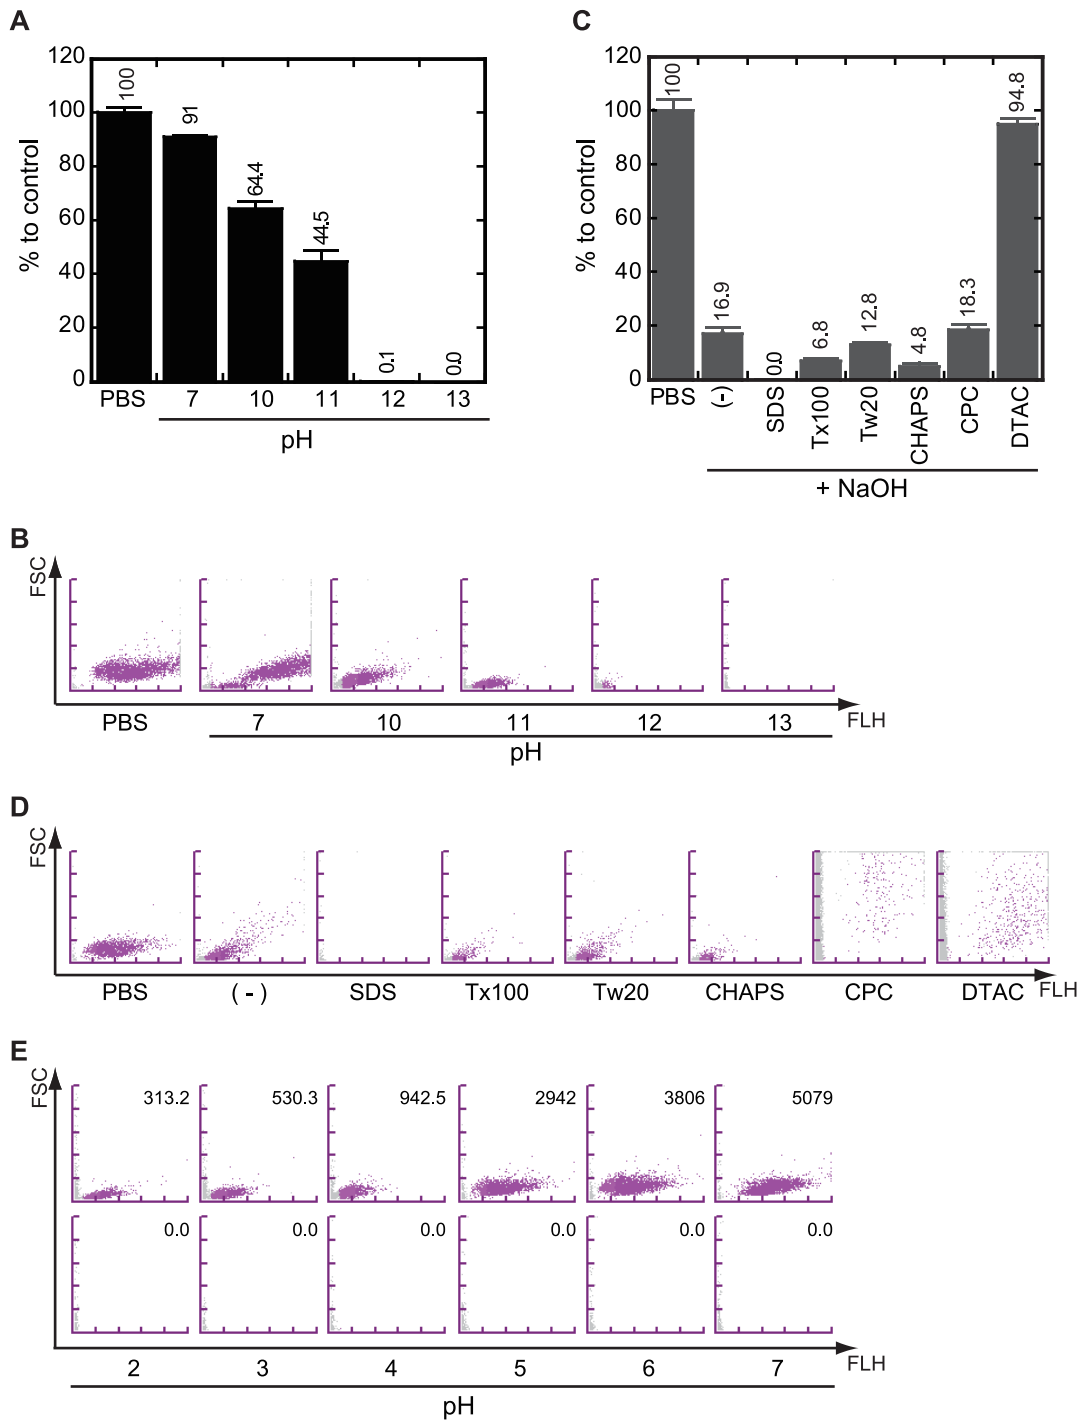 A
% to control
120
100
80
60
40
20
0
100
91
64.4
44.5
0.1
0.0
PBS 7 10 11 12 13
pH
C
% to control
120
100
80
60
40
20
0
100
16.9
0.0
6.8
12.8
4.8
18.3
94.8
PBS (-) SDS Tx100 Tw20 CHAPS CPC DTAC
+ NaOH
B
FSC
PBS 7 10 11 12 13 FLH
pH
D
FSC
PBS (-) SDS Tx100 Tw20 CHAPS CPC DTAC FLH
E
FSC
313.2 530.3 942.5 2942 3806 5079
0.0 0.0 0.0 0.0 0.0 0.0
2 3 4 5 6 7 FLH
pH